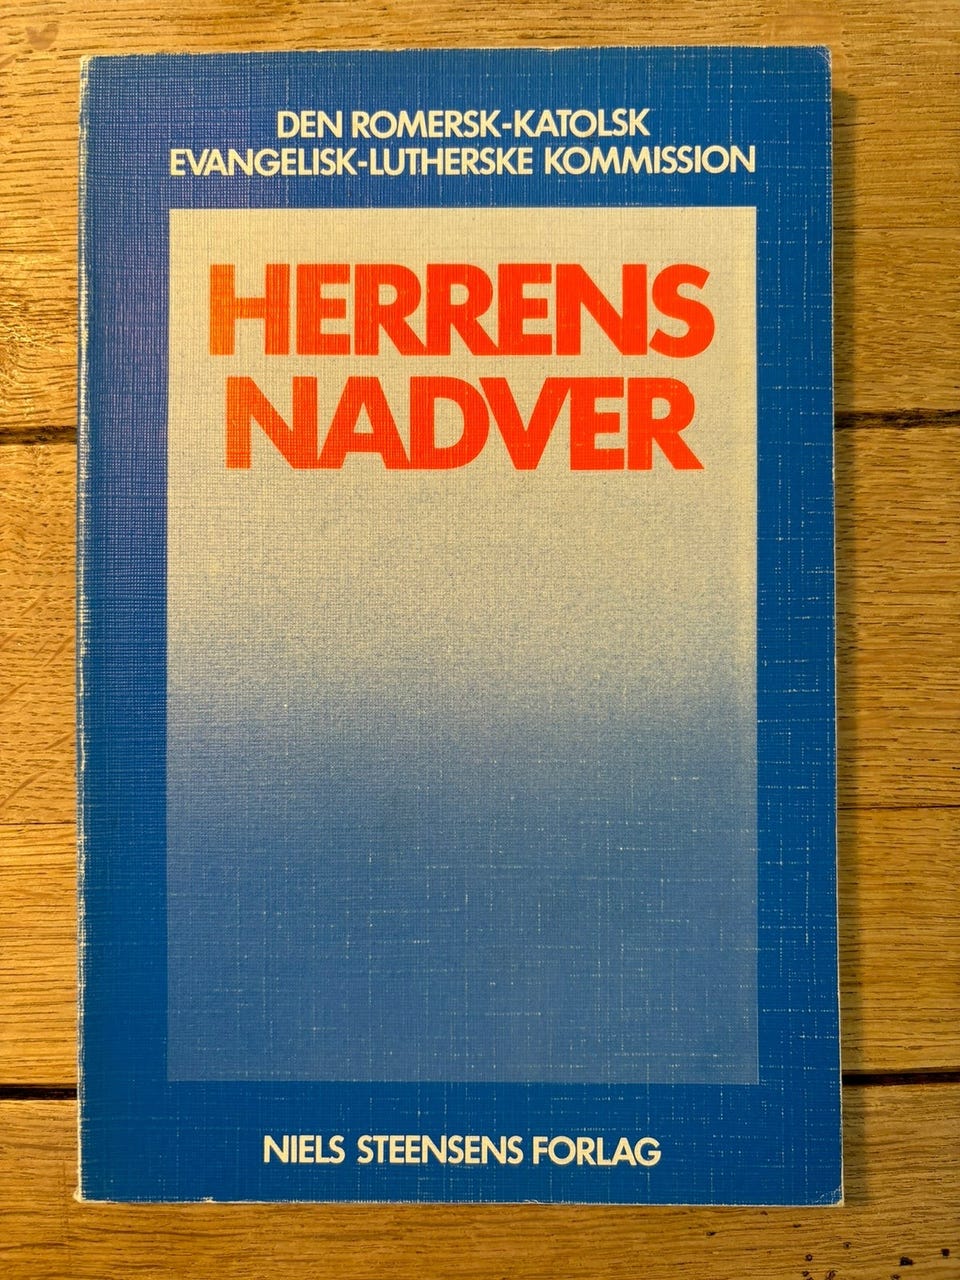 DEN ROMERSK-KATOLSK
EVANGELISK-LUTHERSKE KOMMISSION
HERRENS
NADVER
NIELS STEENSENS FORLAG